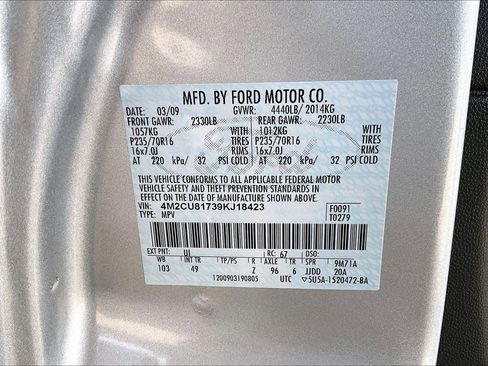 MFD. BY FORD MOTOR CO.
DATE: 03/09 GVWR: 4440LB/ 2014KG
FRONT GAWR: 2330LB REAR GAWR: 2230LB
1057KG WITH 1012KG WITH
P235/70R16 TIRES P235/70R16 TIRES
16x7.0J RIMS 16x7.0J RIMS
AT 220 kPa/ 32 PSI COLD AT 220 kPa/ 32 PSI COLD
THIS VEHICLE CONFORMS TO ALL APPLICABLE FEDERAL MOTOR
VEHICLE SAFETY AND THEFT PREVENTION STANDARDS IN
EFFECT ON THE DATE OF MANUFACTURE SHOWN ABOVE.
VIN: 4M2CU81739KJ18423 F0091
TYPE: MPV T0279
EXT PNT: UI RC: 67 DSO:
WB INT TR TP/PS R AXLE TR SPR 9M71A
103 49 Z 96 6 JJDD 20A
1200903190805 UTC 5U5A-1520472-BA